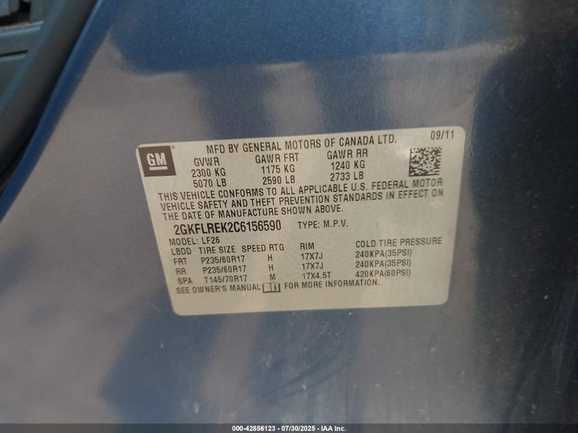 MFD BY GENERAL MOTORS OF CANADA LTD. 09/11
GM
GVWR GAWR FRT GAWR RR
2300 KG 1175 KG 1240 KG
5070 LB 2590 LB 2733 LB
THIS VEHICLE CONFORMS TO ALL APPLICABLE U.S. FEDERAL MOTOR
VEHICLE SAFETY AND THEFT PREVENTION STANDARDS IN EFFECT ON
THE DATE OF MANUFACTURE SHOWN ABOVE.
2GKFLREK2C6156590 TYPE: M.P.V.
MODEL: LF26
LBDD TIRE SIZE SPEED RTG RIM COLD TIRE PRESSURE
FRT P235/60R17 H 17X7J 240KPA(35PSI)
RR P235/60R17 H 17X7J 240KPA(35PSI)
SPA T145/70R17 M 17X4.5T 420KPA(60PSI)
SEE OWNER'S MANUAL FOR MORE INFORMATION.
000-42856123 - 07/30/2025 - IAA Inc.